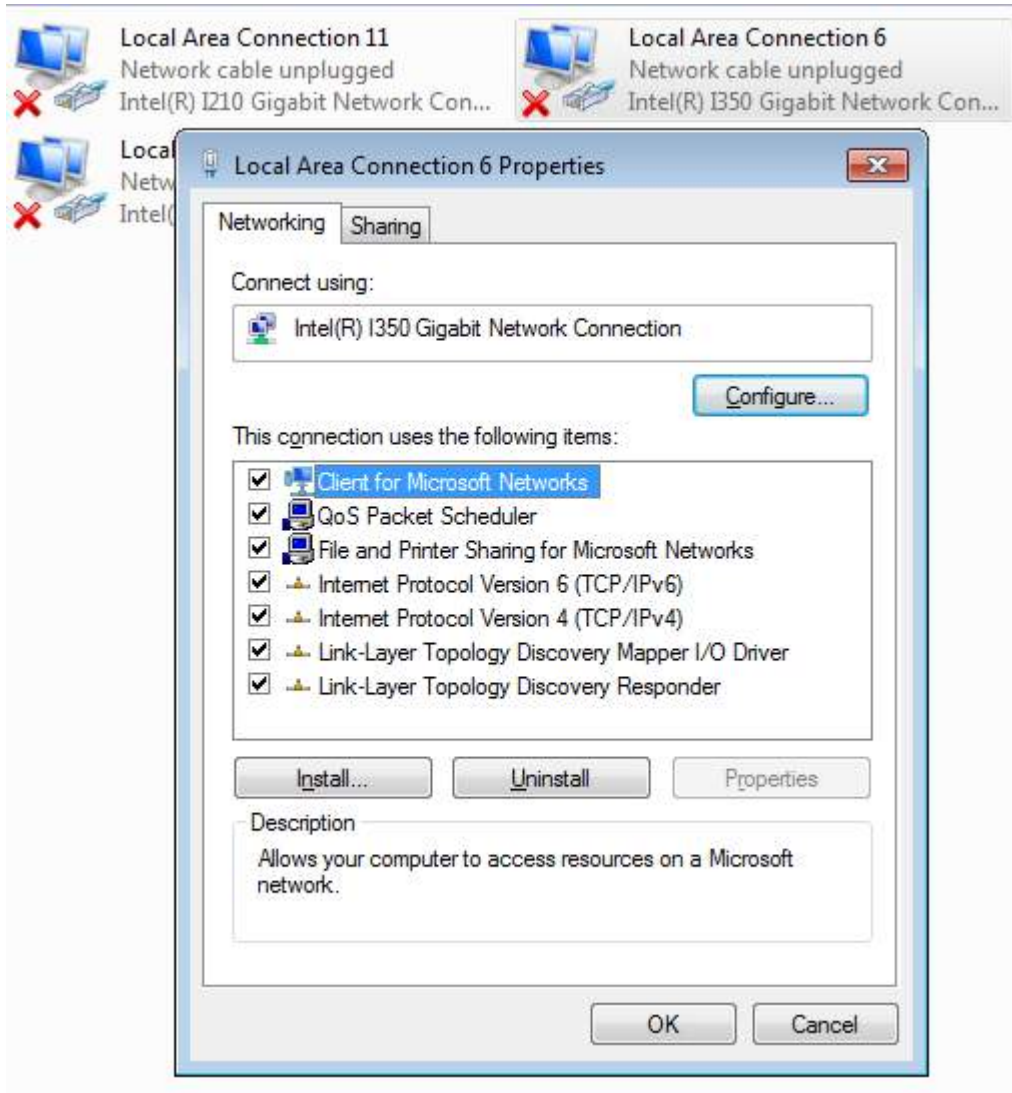 Local Area Connection 11
Network cable unplugged
Intel(R) I210 Gigabit Network Con...
Local Area Connection 6
Network cable unplugged
Intel(R) I350 Gigabit Network Con...
Local
Netw
Intel(
Local Area Connection 6 Properties
Networking
Sharing
Connect using:
Intel(R) I350 Gigabit Network Connection
Configure...
This connection uses the following items:
Client for Microsoft Networks
QoS Packet Scheduler
File and Printer Sharing for Microsoft Networks
Internet Protocol Version 6 (TCP/IPv6)
Internet Protocol Version 4 (TCP/IPv4)
Link-Layer Topology Discovery Mapper I/O Driver
Link-Layer Topology Discovery Responder
Install...
Uninstall
Properties
Description
Allows your computer to access resources on a Microsoft
network.
OK
Cancel